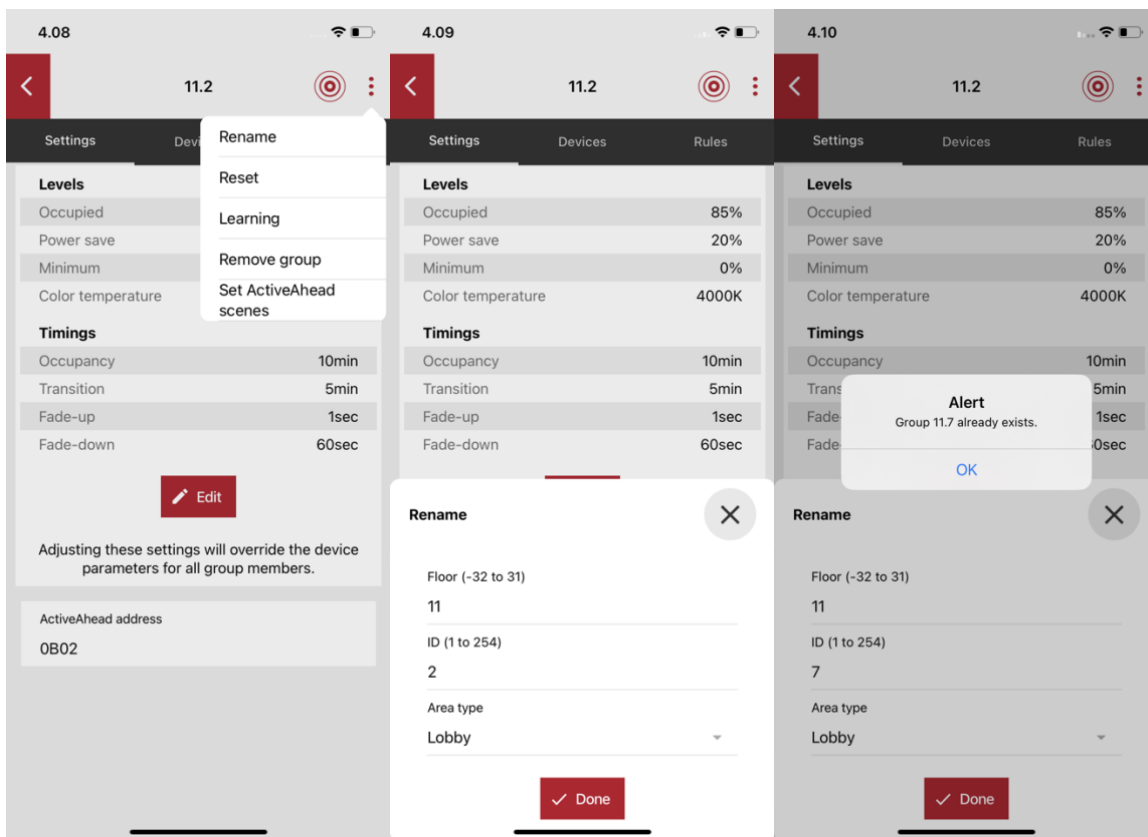 4.08
11.2
Settings
Devi
Rename
Reset
Learning
Remove group
Set ActiveAhead
scenes
Levels
Occupied
Power save
Minimum
Color temperature
Timings
Occupancy 10min
Transition 5min
Fade-up 1sec
Fade-down 60sec
Edit
Adjusting these settings will override the device
parameters for all group members.
ActiveAhead address
0B02
4.09
11.2
Settings Devices Rules
Levels
Occupied 85%
Power save 20%
Minimum 0%
Color temperature 4000K
Timings
Occupancy 10min
Transition 5min
Fade-up 1sec
Fade-down 60sec
Rename
Floor (-32 to 31)
11
ID (1 to 254)
2
Area type
Lobby
Done
4.10
11.2
Settings Devices Rules
Levels
Occupied 85%
Power save 20%
Minimum 0%
Color temperature 4000K
Timings
Occupancy 10min
Trans 5min
Fade 1sec
Fade 0sec
Alert
Group 11.7 already exists.
OK
Rename
Floor (-32 to 31)
11
ID (1 to 254)
7
Area type
Lobby
Done